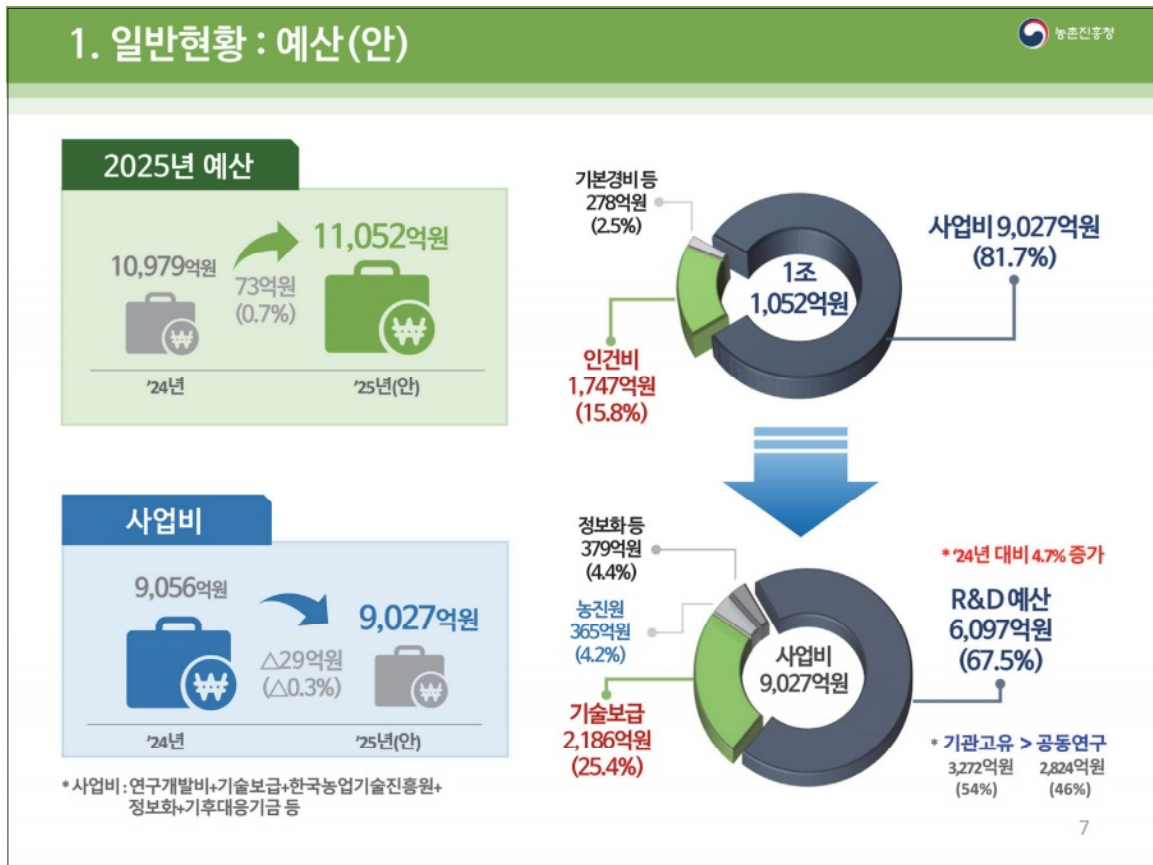 1. 일반현황 : 예산(안)
농촌진흥청
2025년 예산
10,979억원
73억원
(0.7%)
11,052억원
'24년
'25년(안)
기본경비 등
278억원
(2.5%)
1조
1,052억원
사업비 9,027억원
(81.7%)
인건비
1,747억원
(15.8%)
사업비
9,056억원
△29억원
(△0.3%)
9,027억원
'24년
'25년(안)
* 사업비 : 연구개발비+기술보급+한국농업기술진흥원+
정보화+기후대응기금 등
정보화 등
379억원
(4.4%)
농진원
365억원
(4.2%)
기술보급
2,186억원
(25.4%)
사업비
9,027억원
* '24년 대비 4.7% 증가
R&D 예산
6,097억원
(67.5%)
* 기관고유 > 공동연구
3,272억원 2,824억원
(54%) (46%)
7